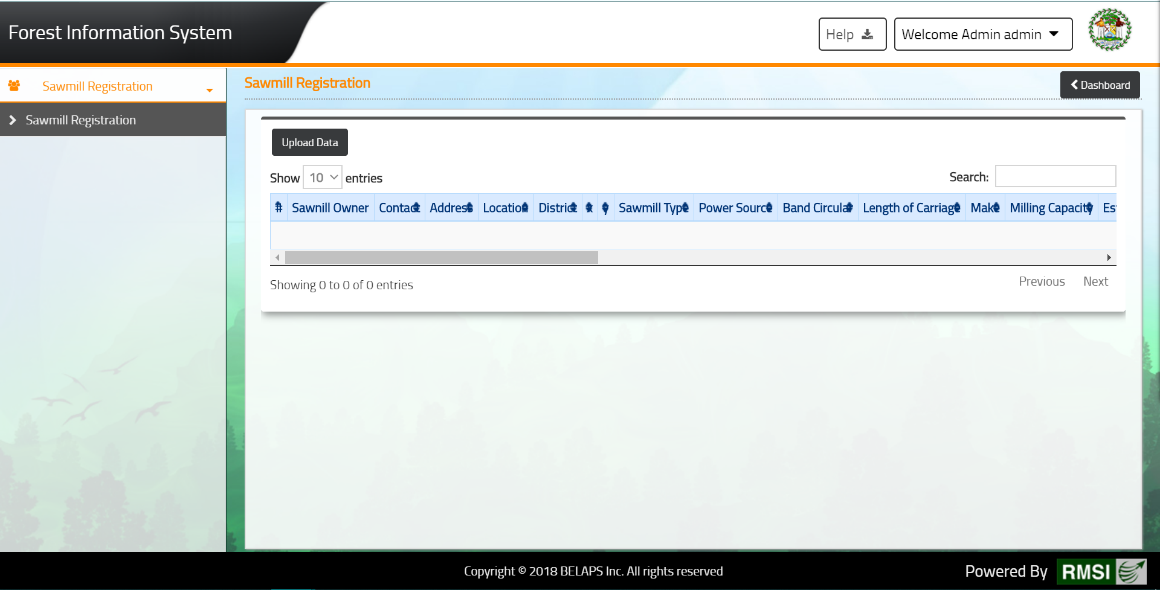 Forest Information System
Help
Welcome Admin admin
Sawmill Registration
Sawmill Registration
Sawmill Registration
Dashboard
Upload Data
Show 10 entries
Search:
# Sawnill Owner Contact Address Location District X Y Sawmill Type Power Source Band Circular Length of Carriage Make Milling Capacity Es
Showing 0 to 0 of 0 entries
Previous Next
Copyright © 2018 BELAPS Inc. All rights reserved
Powered By RMSI